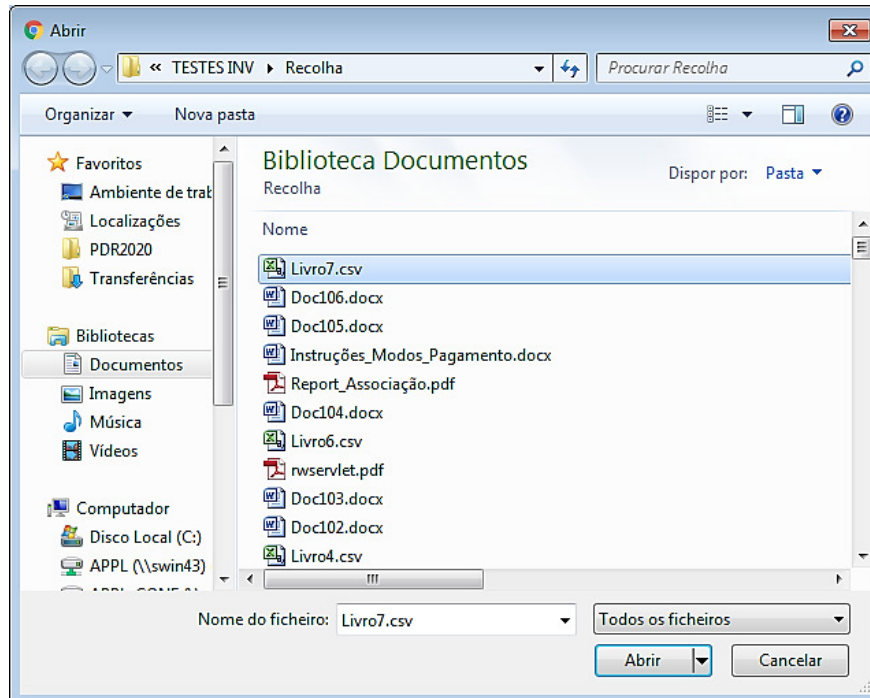 Abrir
« TESTES INV Recolha
Procurar Recolha
Organizar Nova pasta
Favoritos
Ambiente de trab
Localizações
PDR2020
Transferências
Bibliotecas
Documentos
Imagens
Música
Vídeos
Computador
Disco Local (C:)
APPL (\\swin43)
Biblioteca Documentos
Recolha
Dispor por: Pasta
Nome
Livro7.csv
Doc106.docx
Doc105.docx
Instruções_Modos_Pagamento.docx
Report_Associação.pdf
Doc104.docx
Livro6.csv
rwservlet.pdf
Doc103.docx
Doc102.docx
Livro4.csv
Nome do ficheiro: Livro7.csv
Todos os ficheiros
Abrir
Cancelar